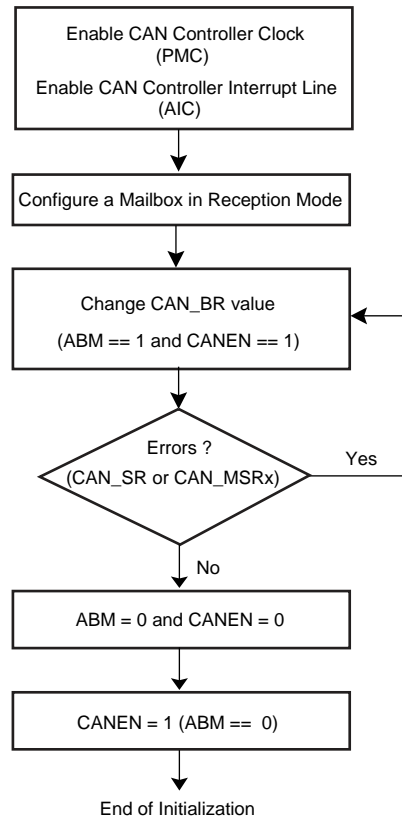 Enable CAN Controller Clock
(PMC)
Enable CAN Controller Interrupt Line
(AIC)
Configure a Mailbox in Reception Mode
Change CAN_BR value
(ABM == 1 and CANEN == 1)
Errors ?
(CAN_SR or CAN_MSRx)
Yes
No
ABM = 0 and CANEN = 0
CANEN = 1 (ABM == 0)
End of Initialization